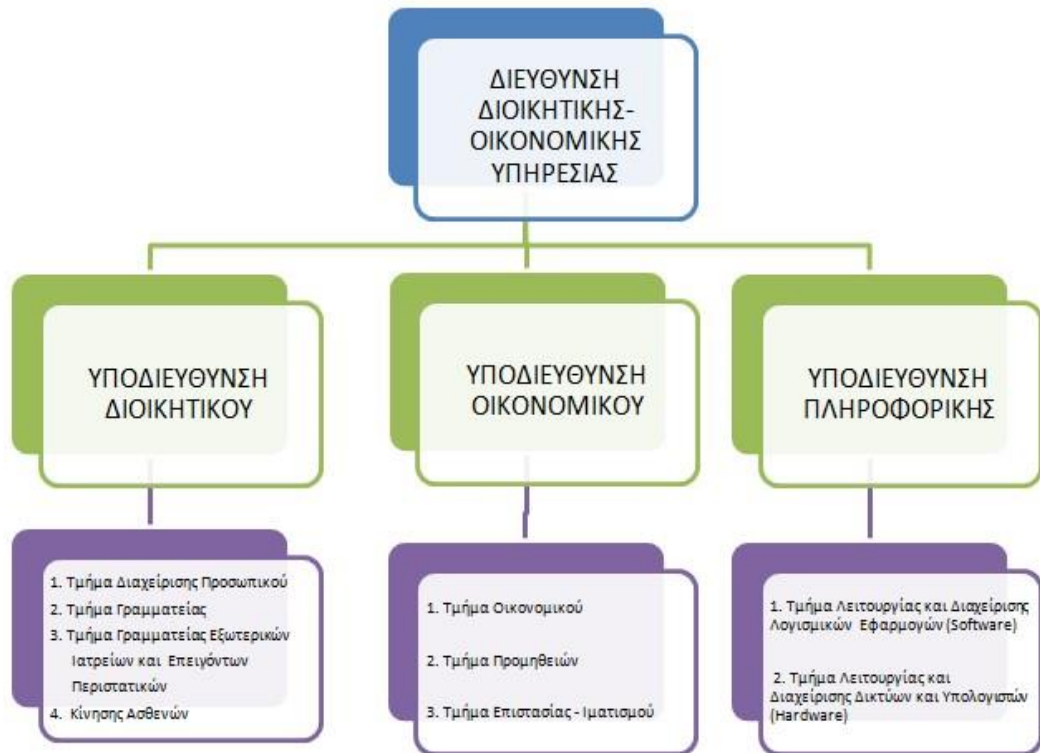 ΔΙΕΥΘΥΝΣΗ
ΔΙΟΙΚΗΤΙΚΗΣ-
ΟΙΚΟΝΟΜΙΚΗΣ
ΥΠΗΡΕΣΙΑΣ
ΥΠΟΔΙΕΥΘΥΝΣΗ
ΔΙΟΙΚΗΤΙΚΟΥ
ΥΠΟΔΙΕΥΘΥΝΣΗ
ΟΙΚΟΝΟΜΙΚΟΥ
ΥΠΟΔΙΕΥΘΥΝΣΗ
ΠΛΗΡΟΦΟΡΙΚΗΣ
1. Τμήμα Διαχείρισης Προσωπικού
2. Τμήμα Γραμματείας
3. Τμήμα Γραμματείας Εξωτερικών
Ιατρείων και Επειγόντων
Περιστατικών
4. Κίνησης Ασθενών
1. Τμήμα Οικονομικού
2. Τμήμα Προμηθειών
3. Τμήμα Επιστασίας - Ιματισμού
1. Τμήμα Λειτουργίας και Διαχείρισης
Λογισμικών Εφαρμογών (Software)
2. Τμήμα Λειτουργίας και
Διαχείρισης Δικτύων και Υπολογιστών
(Hardware)